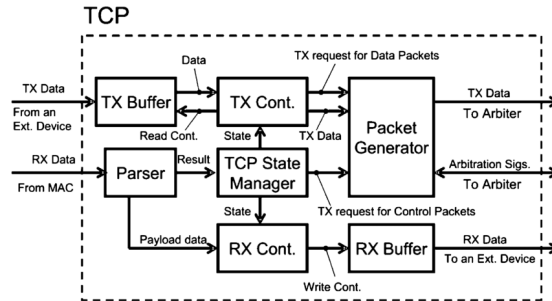 TCP
Data
TX request for Data Packets
TX Data
From an
Ext. Device
TX Buffer
TX Cont.
Read Cont.
TX Data
State
Packet
Generator
TX Data
To Arbiter
RX Data
From MAC
Parser
Result
TCP State
Manager
Arbitration Sigs.
To Arbiter
TX request for Control Packets
State
Payload data
RX Cont.
RX Buffer
Write Cont.
RX Data
To an Ext. Device